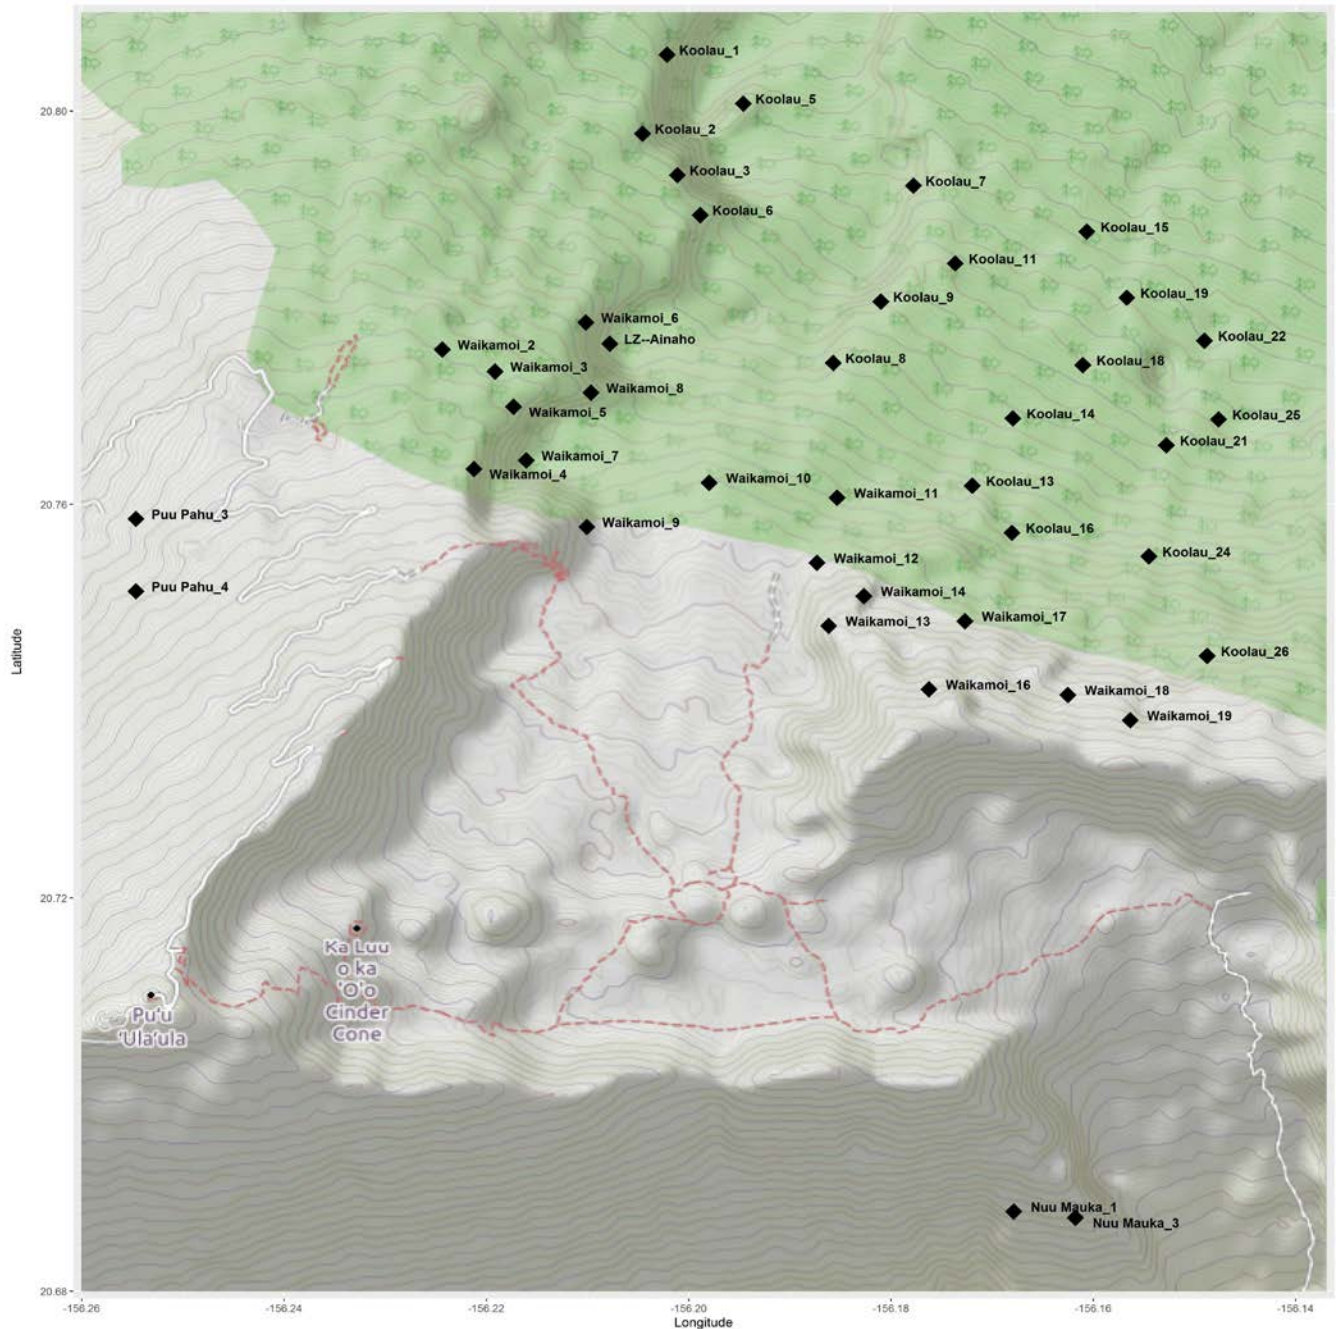 Koolau_1
Koolau_5
20.80
Koolau_2
Koolau_3
Koolau_7
Koolau_6
Koolau_15
Koolau_11
Koolau_19
Koolau_9
Waikamoi_6
Koolau_22
LZ--Ainaho
Waikamoi_2
Koolau_8
Koolau_18
Waikamoi_3
Waikamoi_8
Waikamoi_5
Koolau_14
Koolau_25
Koolau_21
Waikamoi_7
Waikamoi_4
Waikamoi_10
Koolau_13
Waikamoi_11
20.76
Puu Pahu_3
Waikamoi_9
Koolau_16
Koolau_24
Waikamoi_12
Puu Pahu_4
Waikamoi_14
Waikamoi_17
Waikamoi_13
Latitude
Koolau_26
Waikamoi_16
Waikamoi_18
Waikamoi_19
20.72
Ka Luu
o ka
'O'o
Cinder
Cone
Pu'u
'Ula'ula
Nuu Mauka_1
Nuu Mauka_3
20.68
-156.26
-156.24
-156.22
-156.20
-156.18
-156.16
-156.14
Longitude